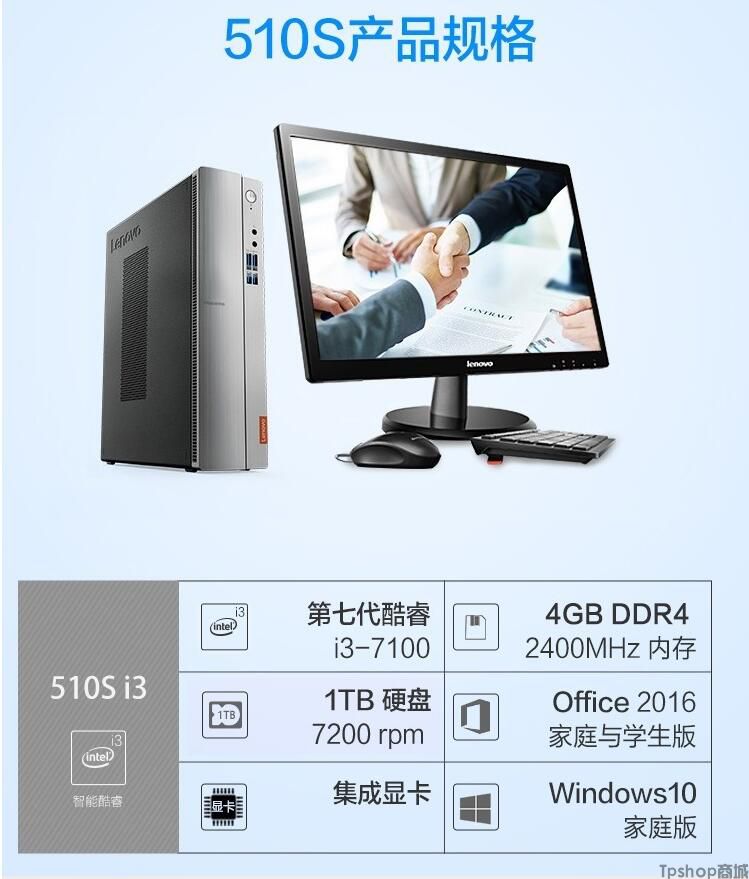 510S产品规格
Lenovo
CONTRACT
lenovo
Lenovo
510S i3
intel i3
智能酷睿
intel i3
第七代酷睿
i3-7100
4GB DDR4
2400MHz 内存
1TB
1TB 硬盘
7200 rpm
Office 2016
家庭与学生版
显卡
集成显卡
Windows10
家庭版
Tpshop商城